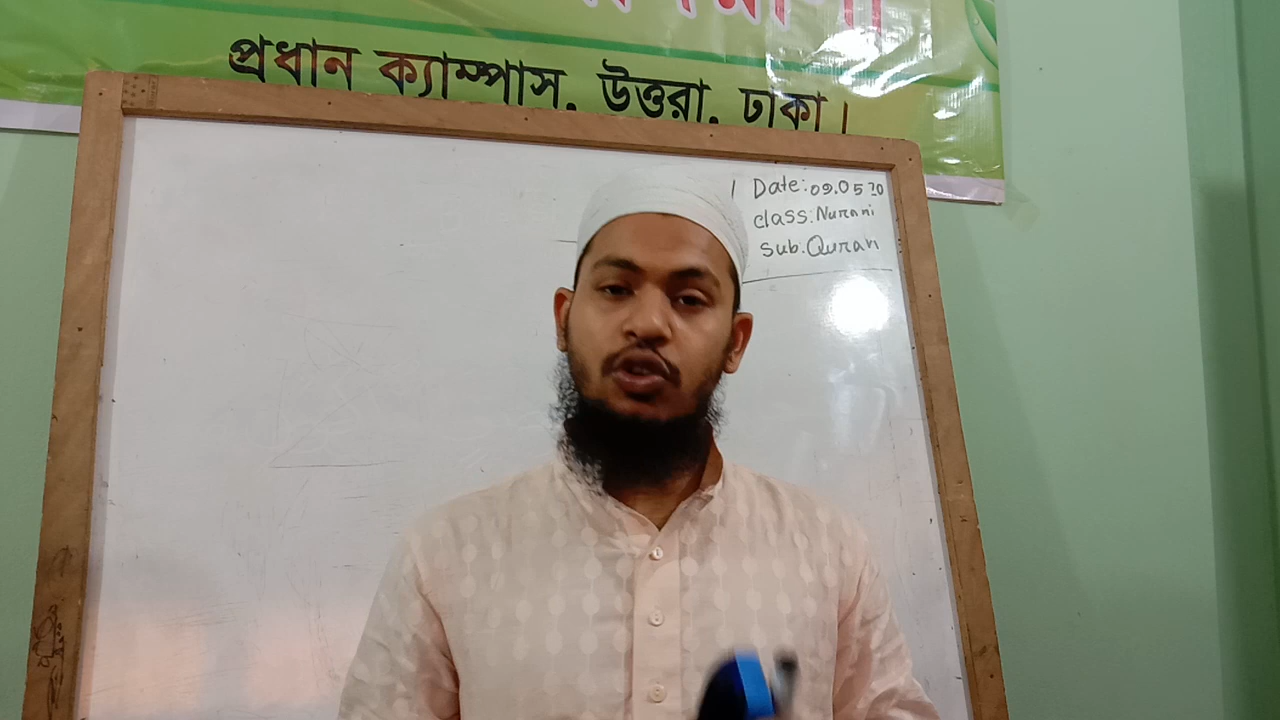 প্রধান ক্যাম্পাস, উত্তরা, ঢাকা।
Date: 09.05 20
class: Nurani
sub: Quran